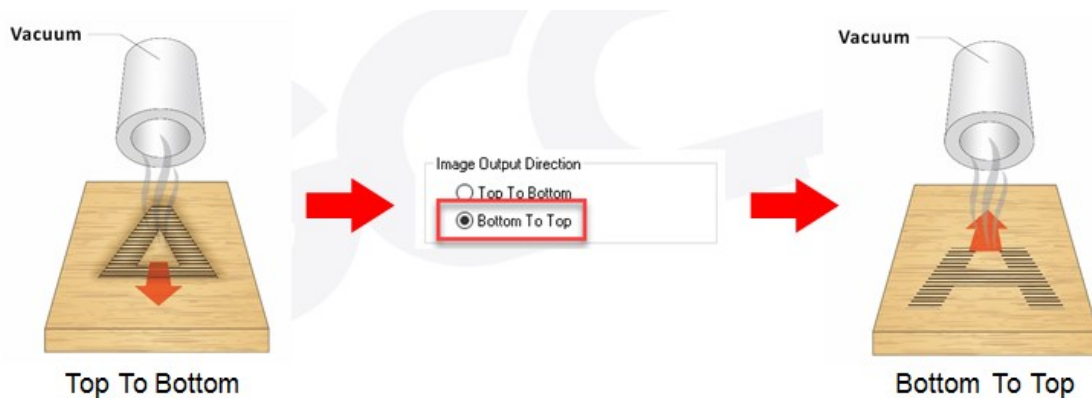 Vacuum
Vacuum
Image Output Direction
Top To Bottom
Bottom To Top
Top To Bottom
Bottom To Top